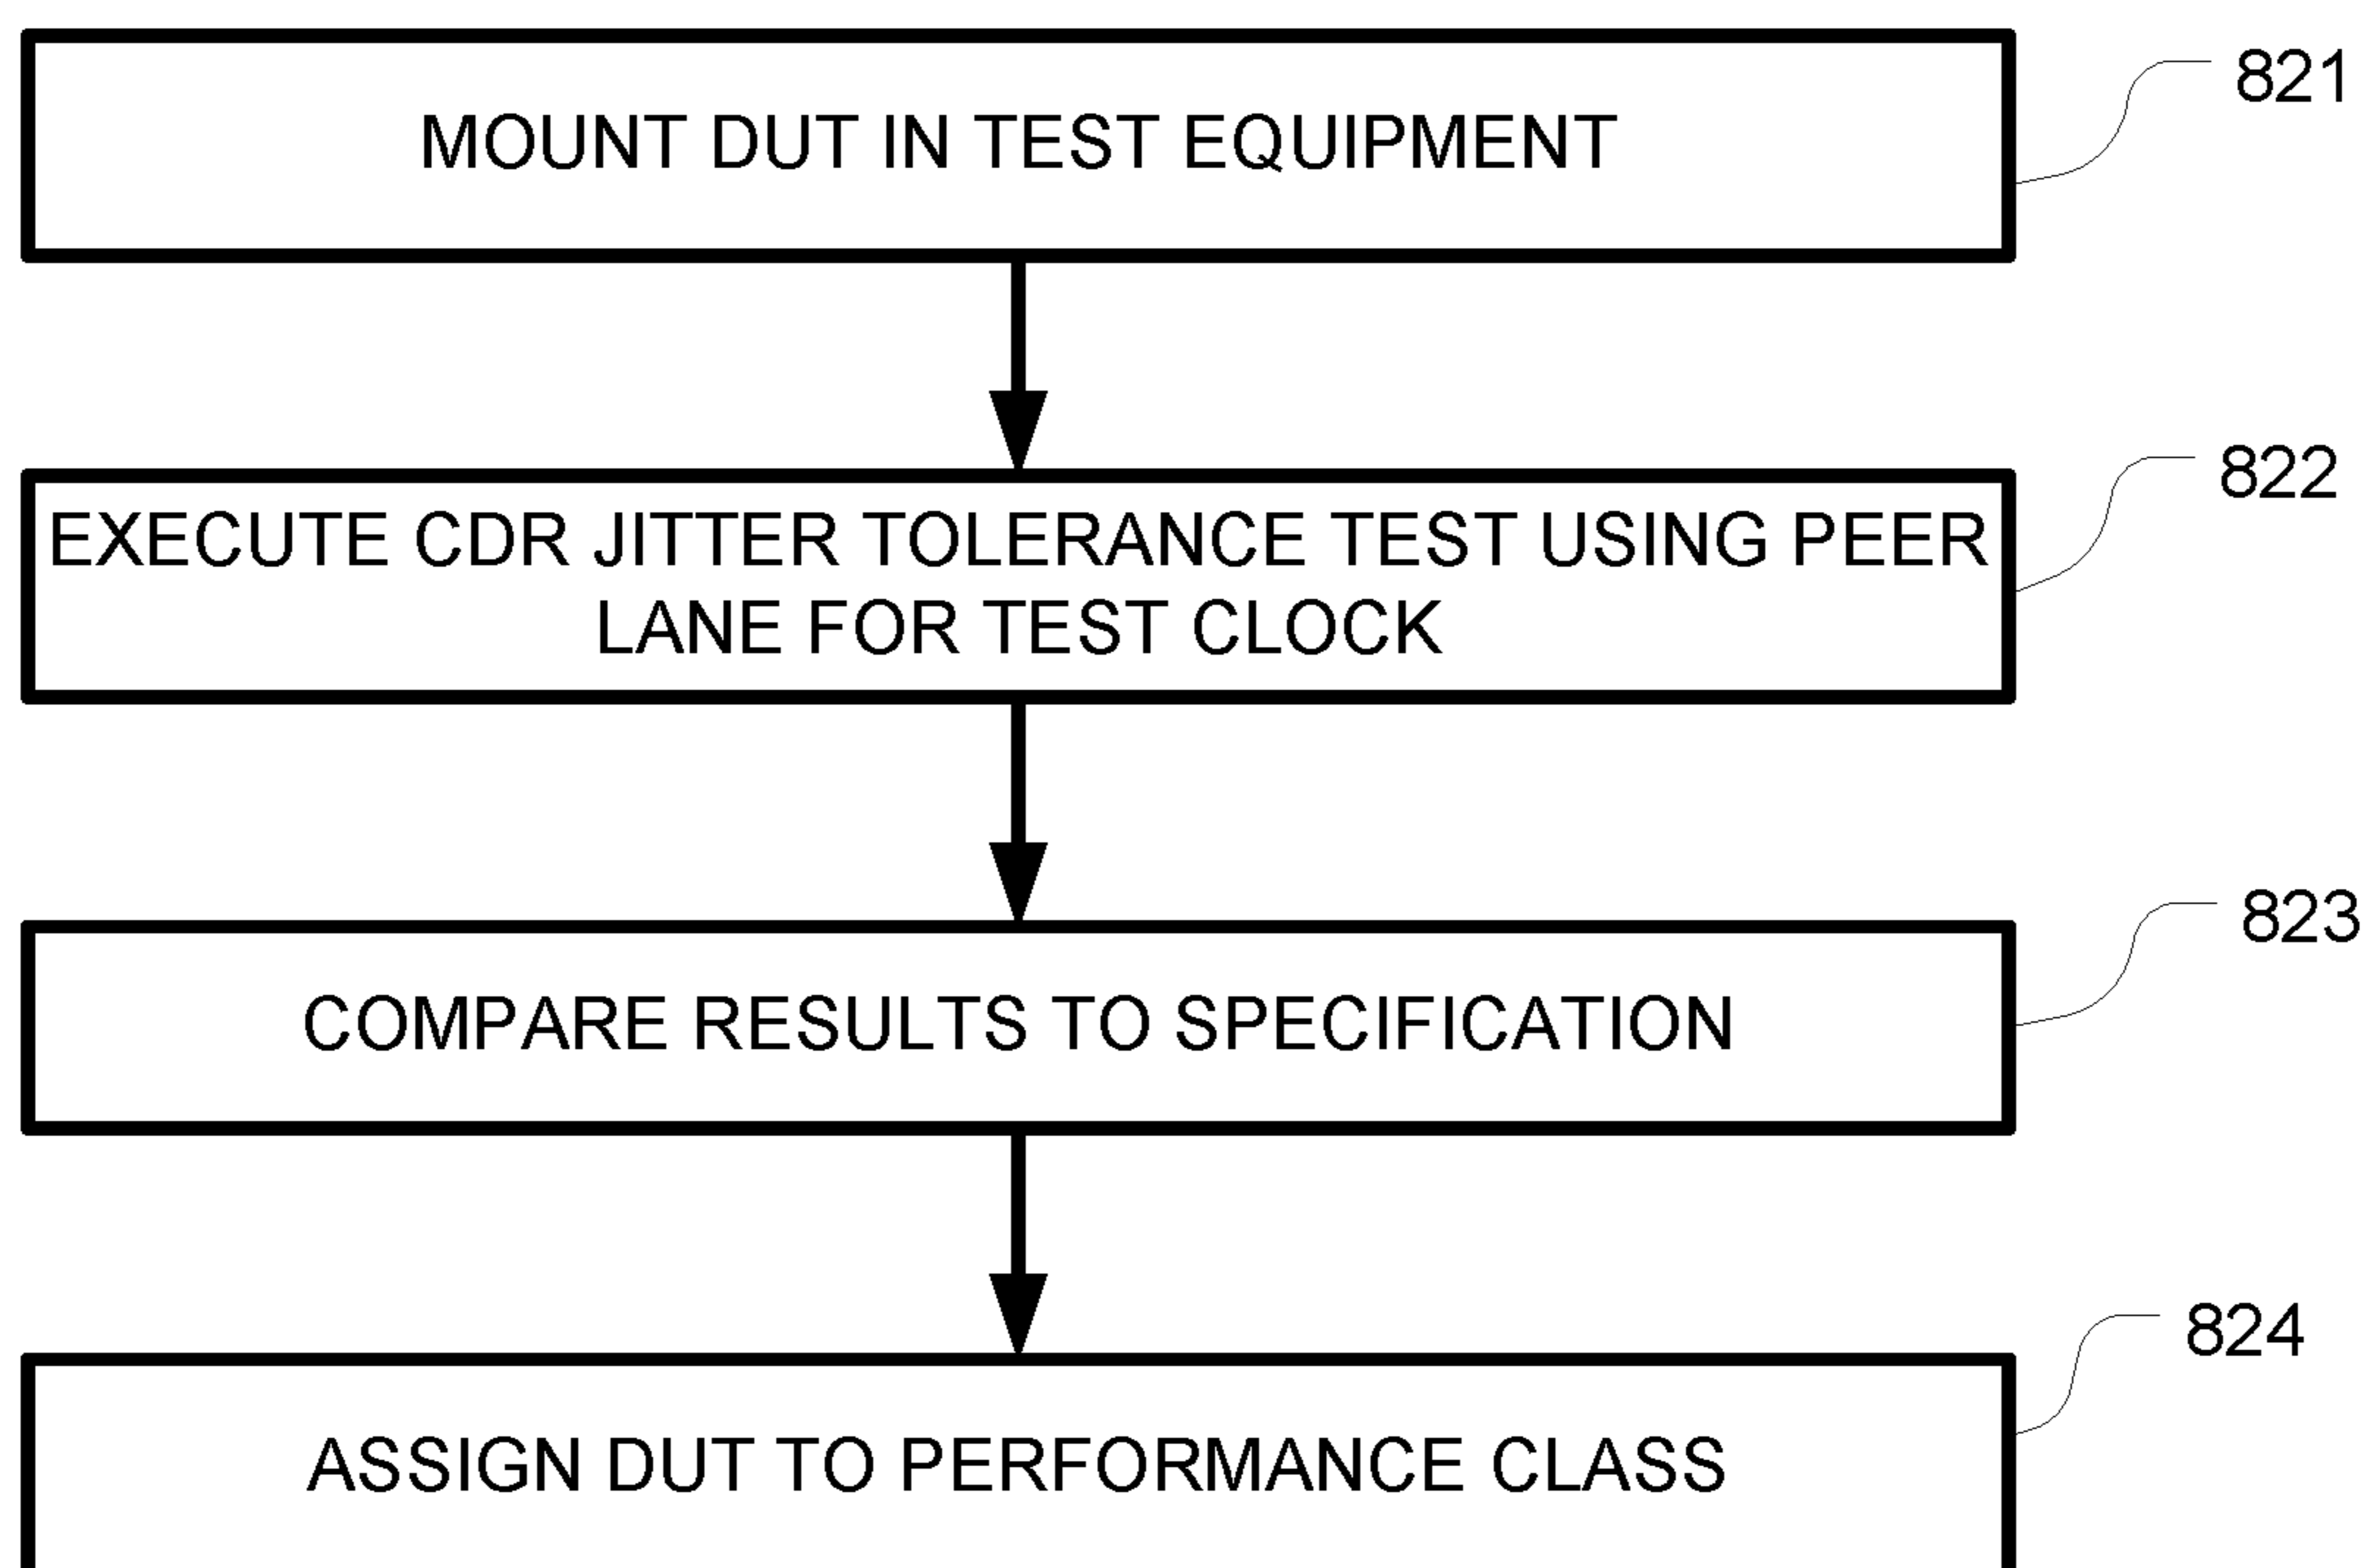 MOUNT DUT IN TEST EQUIPMENT
821
EXECUTE CDR JITTER TOLERANCE TEST USING PEER
LANE FOR TEST CLOCK
822
COMPARE RESULTS TO SPECIFICATION
823
ASSIGN DUT TO PERFORMANCE CLASS
824